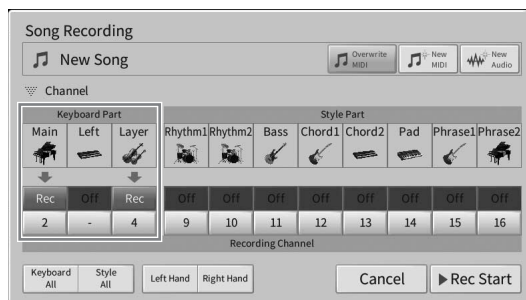 Song Recording
New Song
Overwrite MIDI
New MIDI
New Audio
Channel
Keyboard Part
Style Part
Main Left Layer Rhythm1 Rhythm2 Bass Chord1 Chord2 Pad Phrase1 Phrase2
Rec Off Rec Off Off Off Off Off Off Off Off
2 - 4 9 10 11 12 13 14 15 16
Recording Channel
Keyboard All
Style All
Left Hand Right Hand Cancel Rec Start